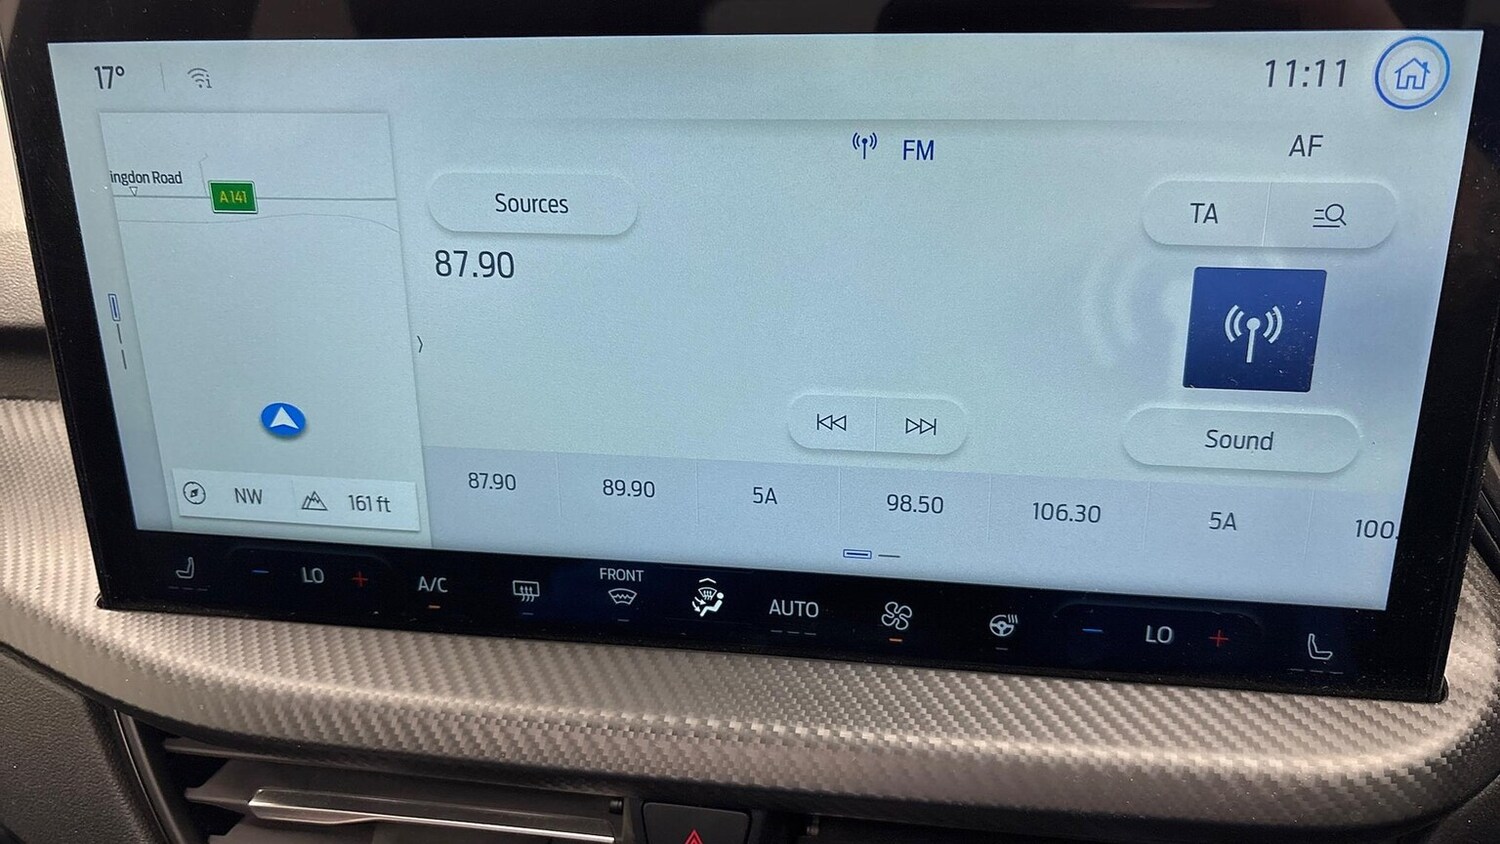 17°
11:11
FM
AF
ingdon Road
A141
Sources
TA
87.90
Sound
NW
161 ft
87.90
89.90
5A
98.50
106.30
5A
100.
LO
A/C
FRONT
AUTO
LO